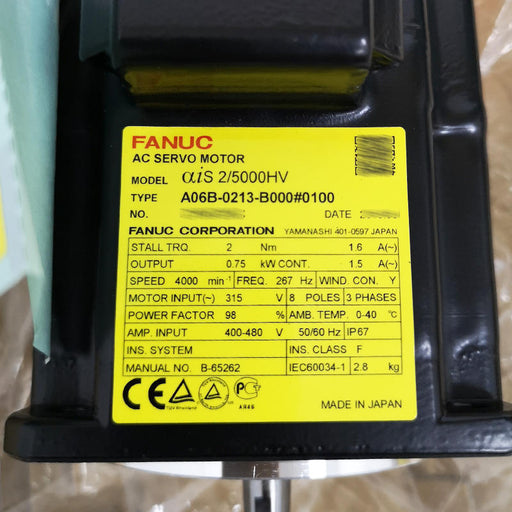 FANUC
AC SERVO MOTOR
MODEL αiS 2/5000HV
TYPE A06B-0213-B000#0100
NO.
FANUC CORPORATION YAMANASHI 401-0597 JAPAN
STALL TRQ. 2 Nm 1.6 A(~)
OUTPUT 0.75 kW CONT. 1.5 A(~)
SPEED 4000 min⁻¹ FREQ. 267 Hz WIND. CON. Y
MOTOR INPUT(~) 315 V 8 POLES 3 PHASES
POWER FACTOR 98 % AMB. TEMP. 0-40 ℃
AMP. INPUT 400-480 V 50/60 Hz IP67
INS. SYSTEM INS. CLASS F
MANUAL NO. B-65262 IEC60034-1 2.8 kg
CE TÜV Rheinland PG
AЯ46
MADE IN JAPAN